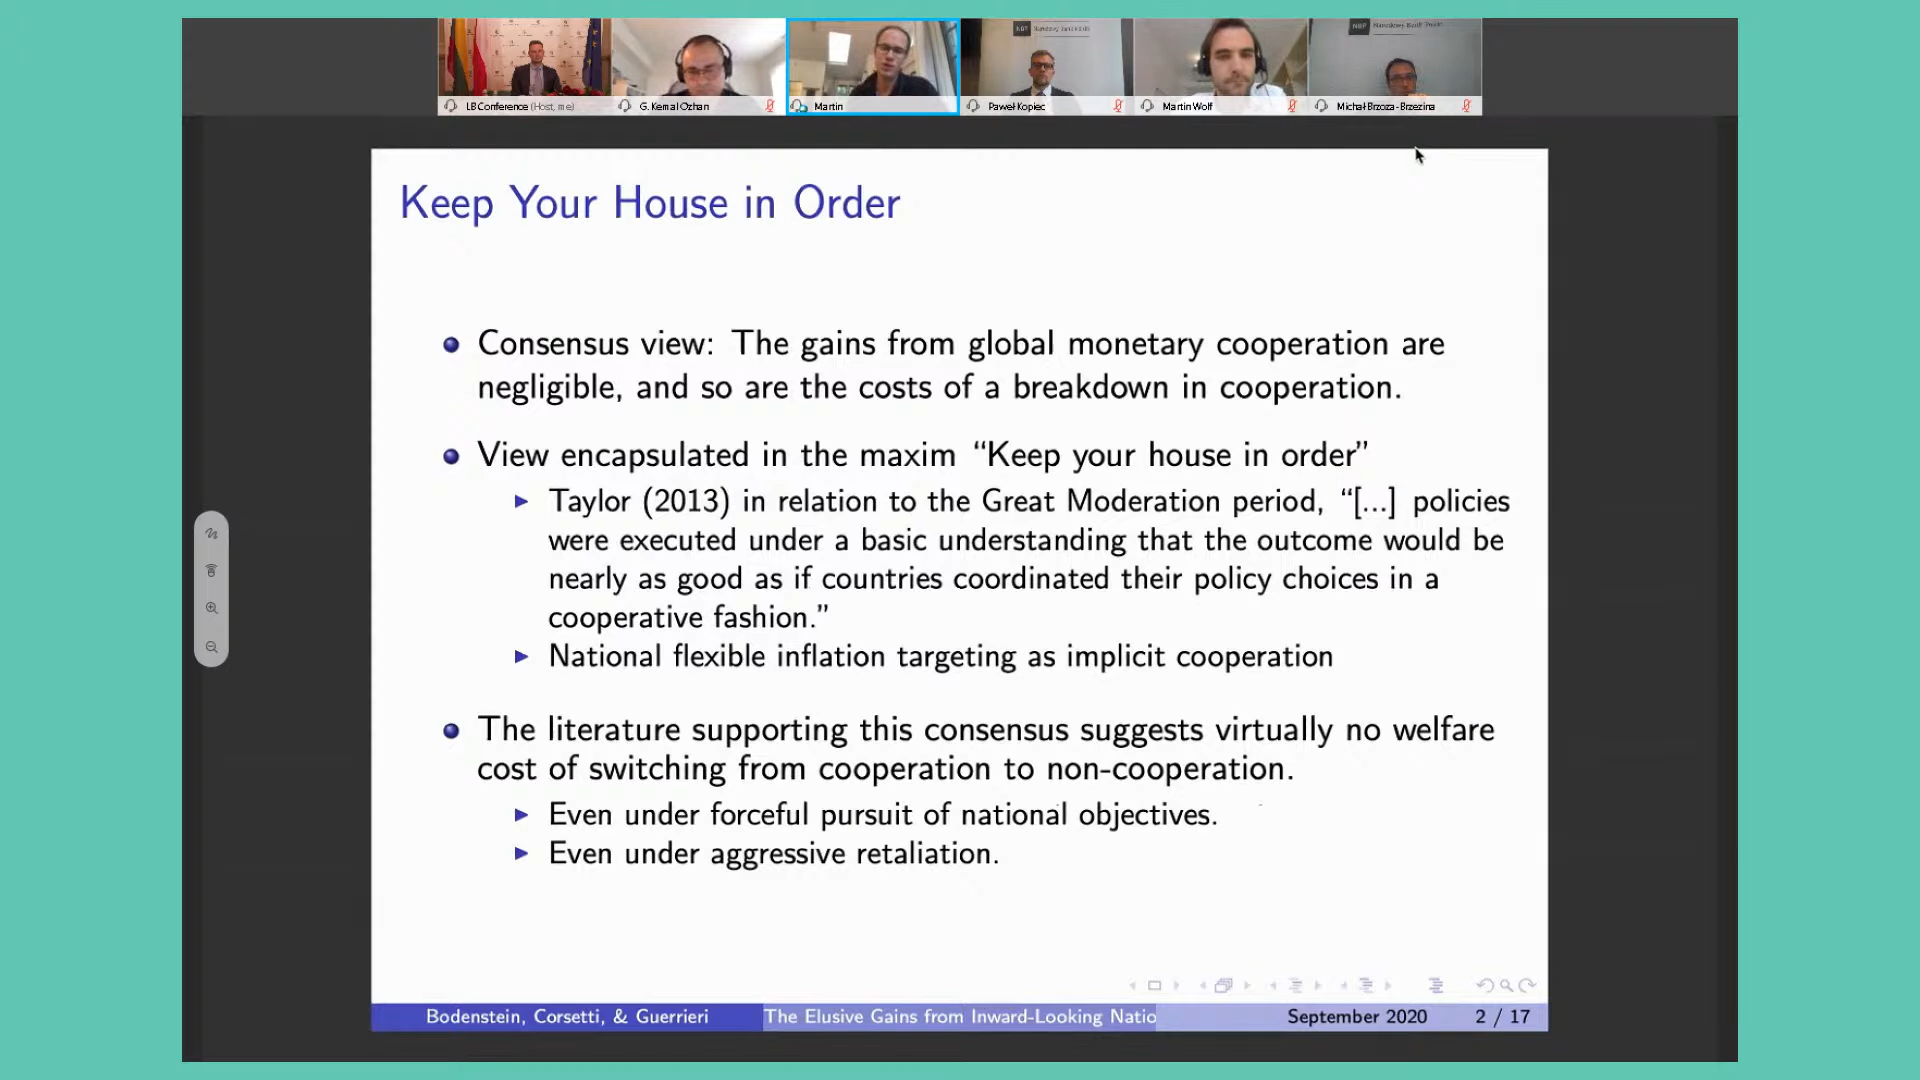 LB Conference (Host, me)
G. Kemal Ozhan
Martin
Paweł Kopiec
Martin Wolf
Michał Brzoza-Brzezina
Keep Your House in Order
Consensus view: The gains from global monetary cooperation are
negligible, and so are the costs of a breakdown in cooperation.
View encapsulated in the maxim “Keep your house in order”
Taylor (2013) in relation to the Great Moderation period, “[...] policies
were executed under a basic understanding that the outcome would be
nearly as good as if countries coordinated their policy choices in a
cooperative fashion.”
National flexible inflation targeting as implicit cooperation
The literature supporting this consensus suggests virtually no welfare
cost of switching from cooperation to non-cooperation.
Even under forceful pursuit of national objectives.
Even under aggressive retaliation.
Bodenstein, Corsetti, & Guerrieri
The Elusive Gains from Inward-Looking Natio
September 2020
2 / 17